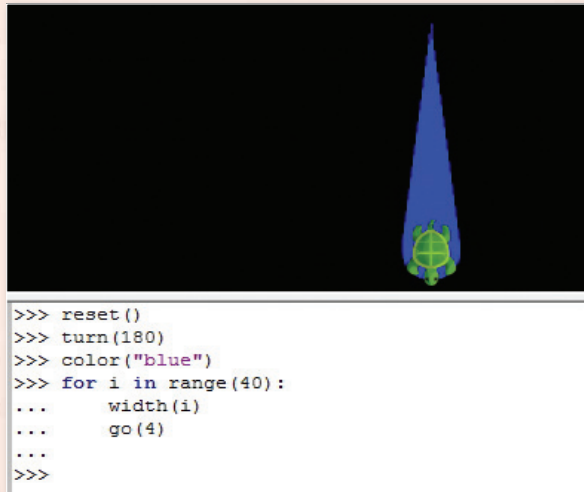 >>> reset()
>>> turn(180)
>>> color("blue")
>>> for i in range(40):
...     width(i)
...     go(4)
...
>>>